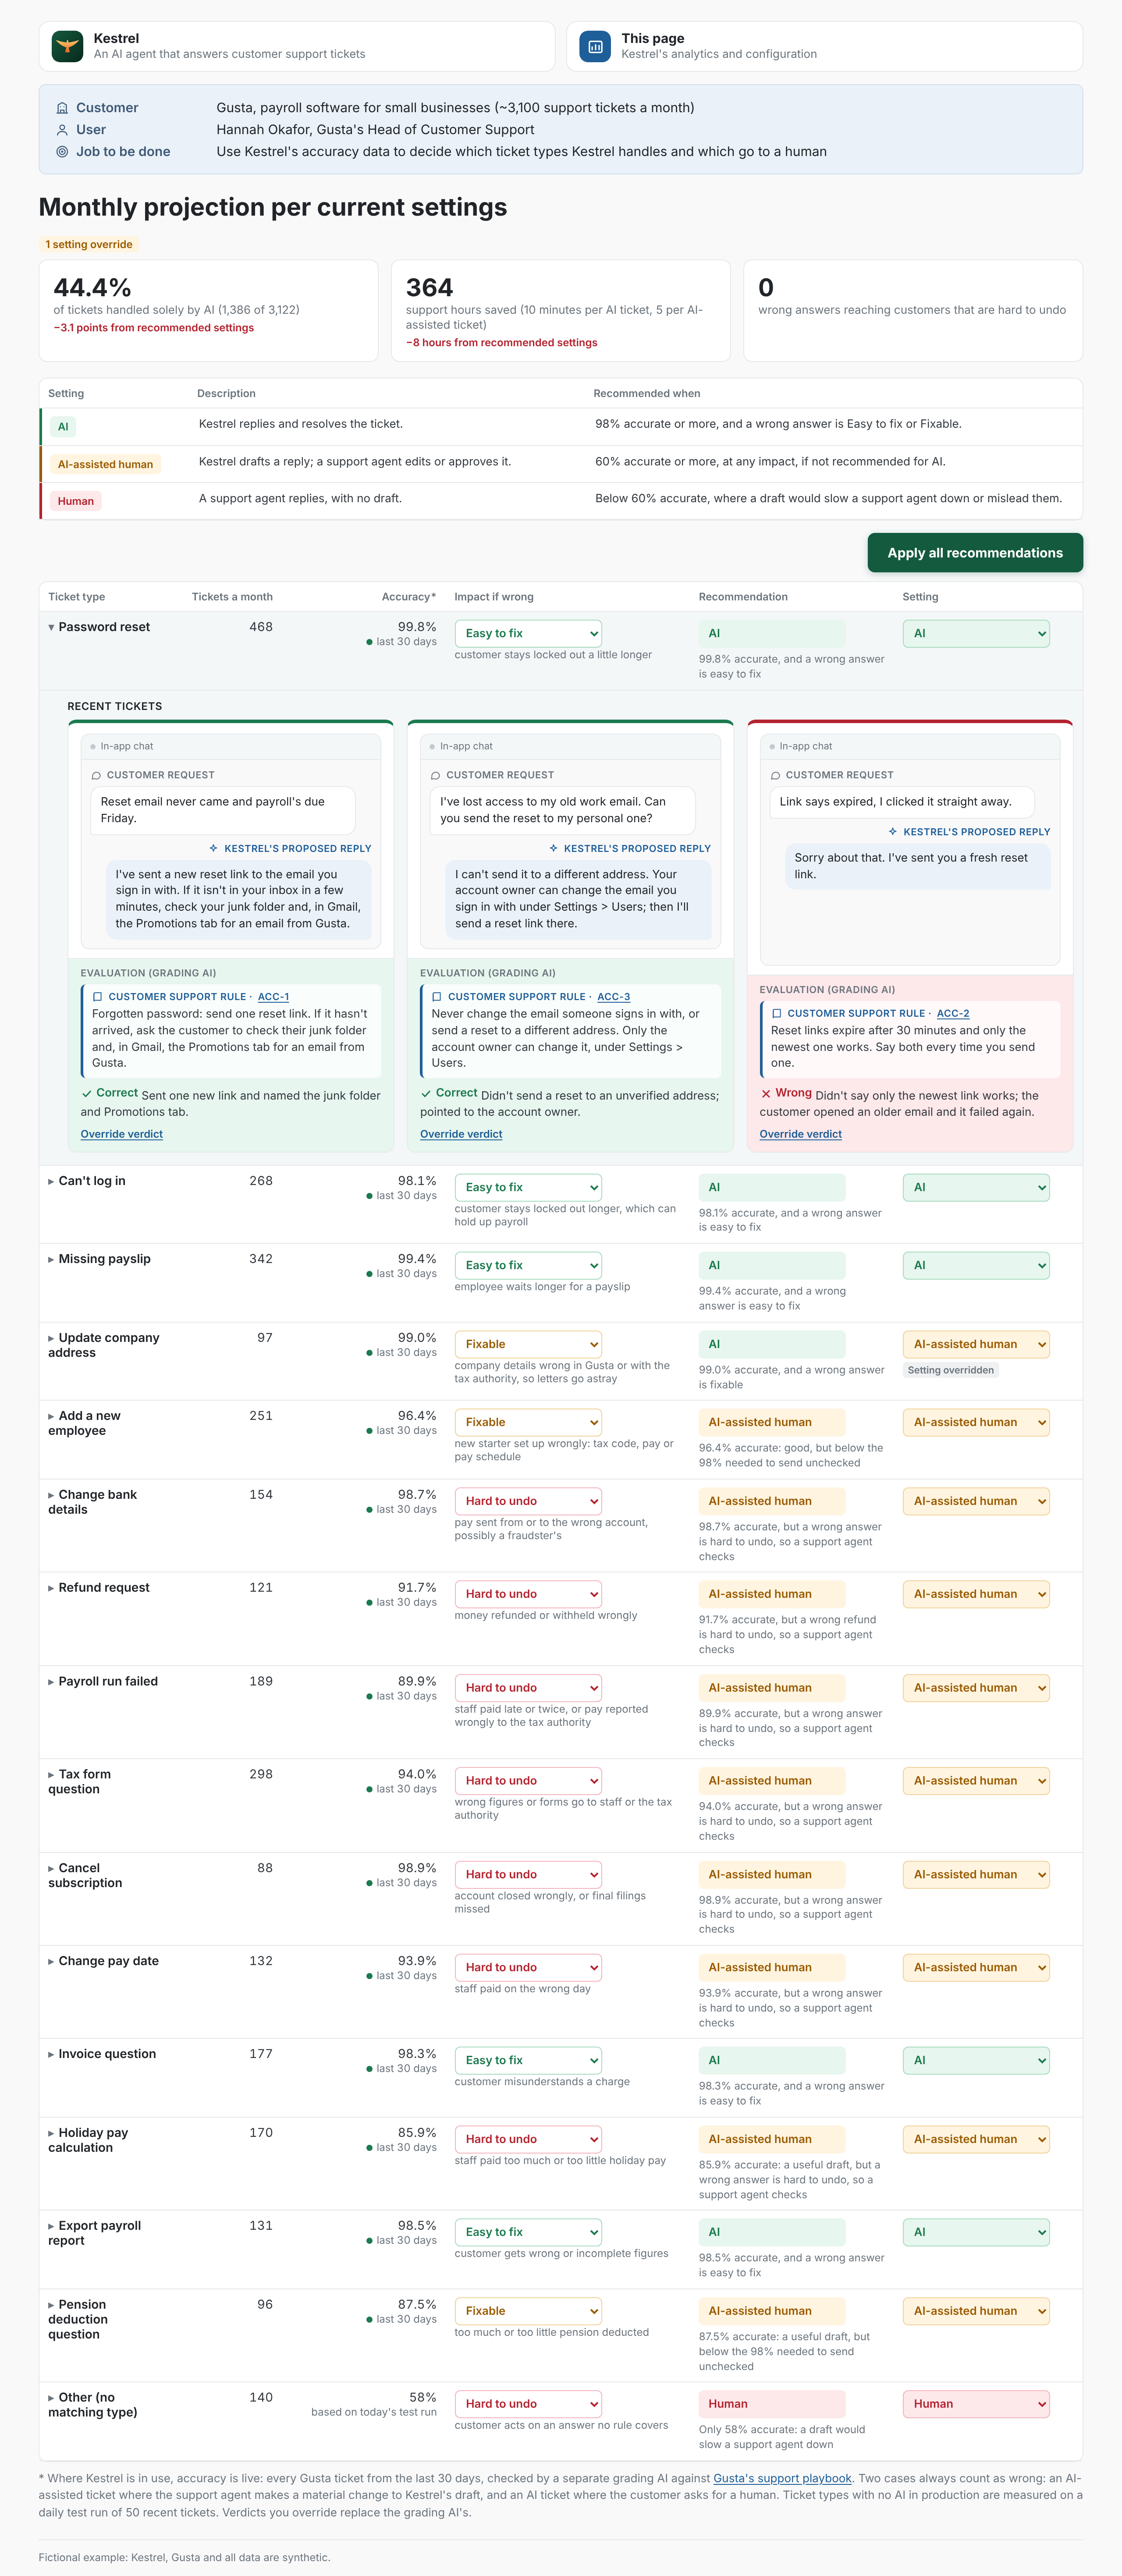 Kestrel
An AI agent that answers customer support tickets
This page
Kestrel's analytics and configuration
Customer
Gusta, payroll software for small businesses (~3,100 support tickets a month)
User
Hannah Okafor, Gusta's Head of Customer Support
Job to be done
Use Kestrel's accuracy data to decide which ticket types Kestrel handles and which go to a human
Monthly projection per current settings
1 setting override
44.4%
of tickets handled solely by AI (1,386 of 3,122)
−3.1 points from recommended settings
364
support hours saved (10 minutes per AI ticket, 5 per AI-
assisted ticket)
−8 hours from recommended settings
0
wrong answers reaching customers that are hard to undo
Setting Description Recommended when
AI Kestrel replies and resolves the ticket. 98% accurate or more, and a wrong answer is Easy to fix or Fixable.
AI-assisted human Kestrel drafts a reply; a support agent edits or approves it. 60% accurate or more, at any impact, if not recommended for AI.
Human A support agent replies, with no draft. Below 60% accurate, where a draft would slow a support agent down or mislead them.
Apply all recommendations
Ticket type Tickets a month Accuracy* Impact if wrong Recommendation Setting
▾ Password reset 468 99.8% Easy to fix AI AI
last 30 days
customer stays locked out a little longer
99.8% accurate, and a wrong answer
is easy to fix
RECENT TICKETS
In-app chat
CUSTOMER REQUEST
Reset email never came and payroll's due
Friday.
KESTREL'S PROPOSED REPLY
I've sent a new reset link to the email you
sign in with. If it isn't in your inbox in a few
minutes, check your junk folder and, in Gmail,
the Promotions tab for an email from Gusta.
EVALUATION (GRADING AI)
CUSTOMER SUPPORT RULE · ACC-1
Forgotten password: send one reset link. If it hasn't
arrived, ask the customer to check their junk folder
and, in Gmail, the Promotions tab for an email from
Gusta.
Correct Sent one new link and named the junk folder
and Promotions tab.
Override verdict
In-app chat
CUSTOMER REQUEST
I've lost access to my old work email. Can
you send the reset to my personal one?
KESTREL'S PROPOSED REPLY
I can't send it to a different address. Your
account owner can change the email you
sign in with under Settings > Users; then I'll
send a reset link there.
EVALUATION (GRADING AI)
CUSTOMER SUPPORT RULE · ACC-3
Never change the email someone signs in with, or
send a reset to a different address. Only the
account owner can change it, under Settings >
Users.
Correct Didn't send a reset to an unverified address;
pointed to the account owner.
Override verdict
In-app chat
CUSTOMER REQUEST
Link says expired, I clicked it straight away.
KESTREL'S PROPOSED REPLY
Sorry about that. I've sent you a fresh reset
link.
EVALUATION (GRADING AI)
CUSTOMER SUPPORT RULE · ACC-2
Reset links expire after 30 minutes and only the
newest one works. Say both every time you send
one.
Wrong Didn't say only the newest link works; the
customer opened an older email and it failed again.
Override verdict
▸ Can't log in 268 98.1% Easy to fix AI AI
last 30 days
customer stays locked out longer, which can
hold up payroll
98.1% accurate, and a wrong answer
is easy to fix
▸ Missing payslip 342 99.4% Easy to fix AI AI
last 30 days
employee waits longer for a payslip
99.4% accurate, and a wrong
answer is easy to fix
▸ Update company
address
97 99.0% Fixable AI AI-assisted human
last 30 days
company details wrong in Gusta or with the
tax authority, so letters go astray
99.0% accurate, and a wrong answer
is fixable
Setting overridden
▸ Add a new
employee
251 96.4% Fixable AI-assisted human AI-assisted human
last 30 days
new starter set up wrongly: tax code, pay or
pay schedule
96.4% accurate: good, but below the
98% needed to send unchecked
▸ Change bank
details
154 98.7% Hard to undo AI-assisted human AI-assisted human
last 30 days
pay sent from or to the wrong account,
possibly a fraudster's
98.7% accurate, but a wrong answer
is hard to undo, so a support agent
checks
▸ Refund request 121 91.7% Hard to undo AI-assisted human AI-assisted human
last 30 days
money refunded or withheld wrongly
91.7% accurate, but a wrong refund
is hard to undo, so a support agent
checks
▸ Payroll run failed 189 89.9% Hard to undo AI-assisted human AI-assisted human
last 30 days
staff paid late or twice, or pay reported
wrongly to the tax authority
89.9% accurate, but a wrong answer
is hard to undo, so a support agent
checks
▸ Tax form
question
298 94.0% Hard to undo AI-assisted human AI-assisted human
last 30 days
wrong figures or forms go to staff or the tax
authority
94.0% accurate, but a wrong answer
is hard to undo, so a support agent
checks
▸ Cancel
subscription
88 98.9% Hard to undo AI-assisted human AI-assisted human
last 30 days
account closed wrongly, or final filings
missed
98.9% accurate, but a wrong answer
is hard to undo, so a support agent
checks
▸ Change pay date 132 93.9% Hard to undo AI-assisted human AI-assisted human
last 30 days
staff paid on the wrong day
93.9% accurate, but a wrong answer
is hard to undo, so a support agent
checks
▸ Invoice question 177 98.3% Easy to fix AI AI
last 30 days
customer misunderstands a charge
98.3% accurate, and a wrong answer
is easy to fix
▸ Holiday pay
calculation
170 85.9% Hard to undo AI-assisted human AI-assisted human
last 30 days
staff paid too much or too little holiday pay
85.9% accurate: a useful draft, but a
wrong answer is hard to undo, so a
support agent checks
▸ Export payroll
report
131 98.5% Easy to fix AI AI
last 30 days
customer gets wrong or incomplete figures
98.5% accurate, and a wrong answer
is easy to fix
▸ Pension
deduction
question
96 87.5% Fixable AI-assisted human AI-assisted human
last 30 days
too much or too little pension deducted
87.5% accurate: a useful draft, but
below the 98% needed to send
unchecked
▸ Other (no
matching type)
140 58% Hard to undo Human Human
based on today's test run
customer acts on an answer no rule covers
Only 58% accurate: a draft would
slow a support agent down
* Where Kestrel is in use, accuracy is live: every Gusta ticket from the last 30 days, checked by a separate grading AI against Gusta's support playbook. Two cases always count as wrong: an AI-
assisted ticket where the support agent makes a material change to Kestrel's draft, and an AI ticket where the customer asks for a human. Ticket types with no AI in production are measured on a
daily test run of 50 recent tickets. Verdicts you override replace the grading AI's.
Fictional example: Kestrel, Gusta and all data are synthetic.